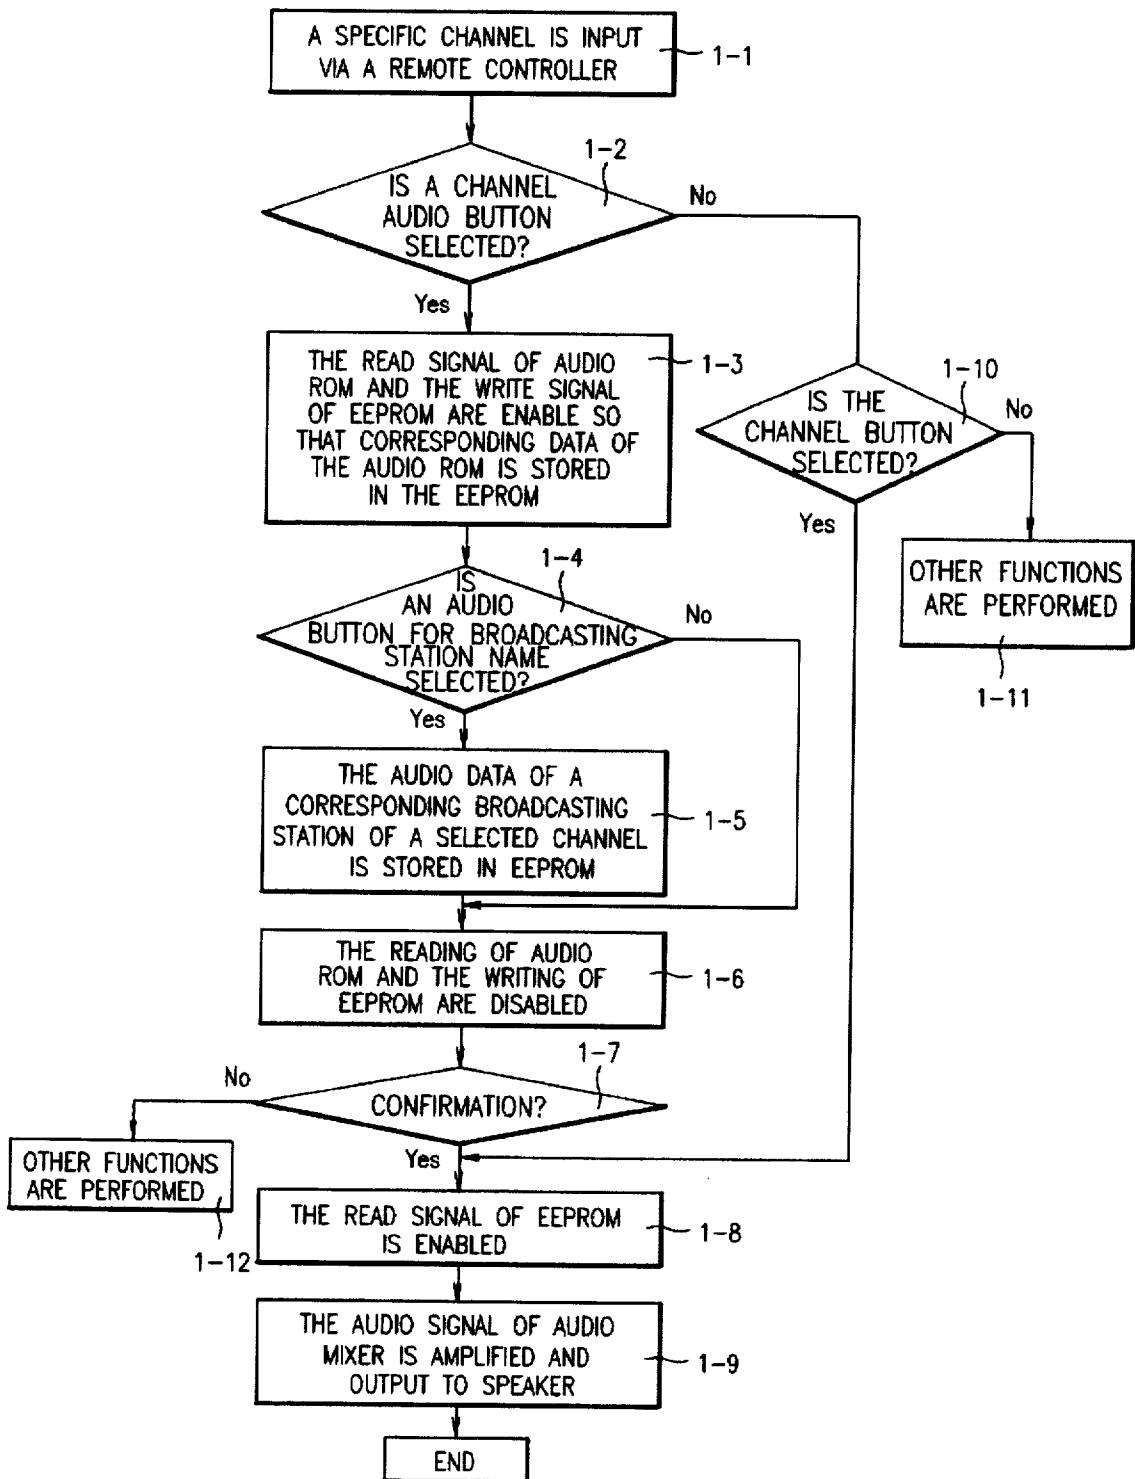 A SPECIFIC CHANNEL IS INPUT
VIA A REMOTE CONTROLLER
1-1
1-2
IS A CHANNEL
AUDIO BUTTON
SELECTED?
No
Yes
THE READ SIGNAL OF AUDIO
ROM AND THE WRITE SIGNAL
OF EEPROM ARE ENABLE SO
THAT CORRESPONDING DATA OF
THE AUDIO ROM IS STORED
IN THE EEPROM
1-3
1-10
IS THE
CHANNEL BUTTON
SELECTED?
No
Yes
OTHER FUNCTIONS
ARE PERFORMED
1-11
1-4
IS
AN AUDIO
BUTTON FOR BROADCASTING
STATION NAME
SELECTED?
No
Yes
THE AUDIO DATA OF A
CORRESPONDING BROADCASTING
STATION OF A SELECTED CHANNEL
IS STORED IN EEPROM
1-5
THE READING OF AUDIO
ROM AND THE WRITING OF
EEPROM ARE DISABLED
1-6
1-7
CONFIRMATION?
No
Yes
OTHER FUNCTIONS
ARE PERFORMED
1-12
THE READ SIGNAL OF EEPROM
IS ENABLED
1-8
THE AUDIO SIGNAL OF AUDIO
MIXER IS AMPLIFIED AND
OUTPUT TO SPEAKER
1-9
END